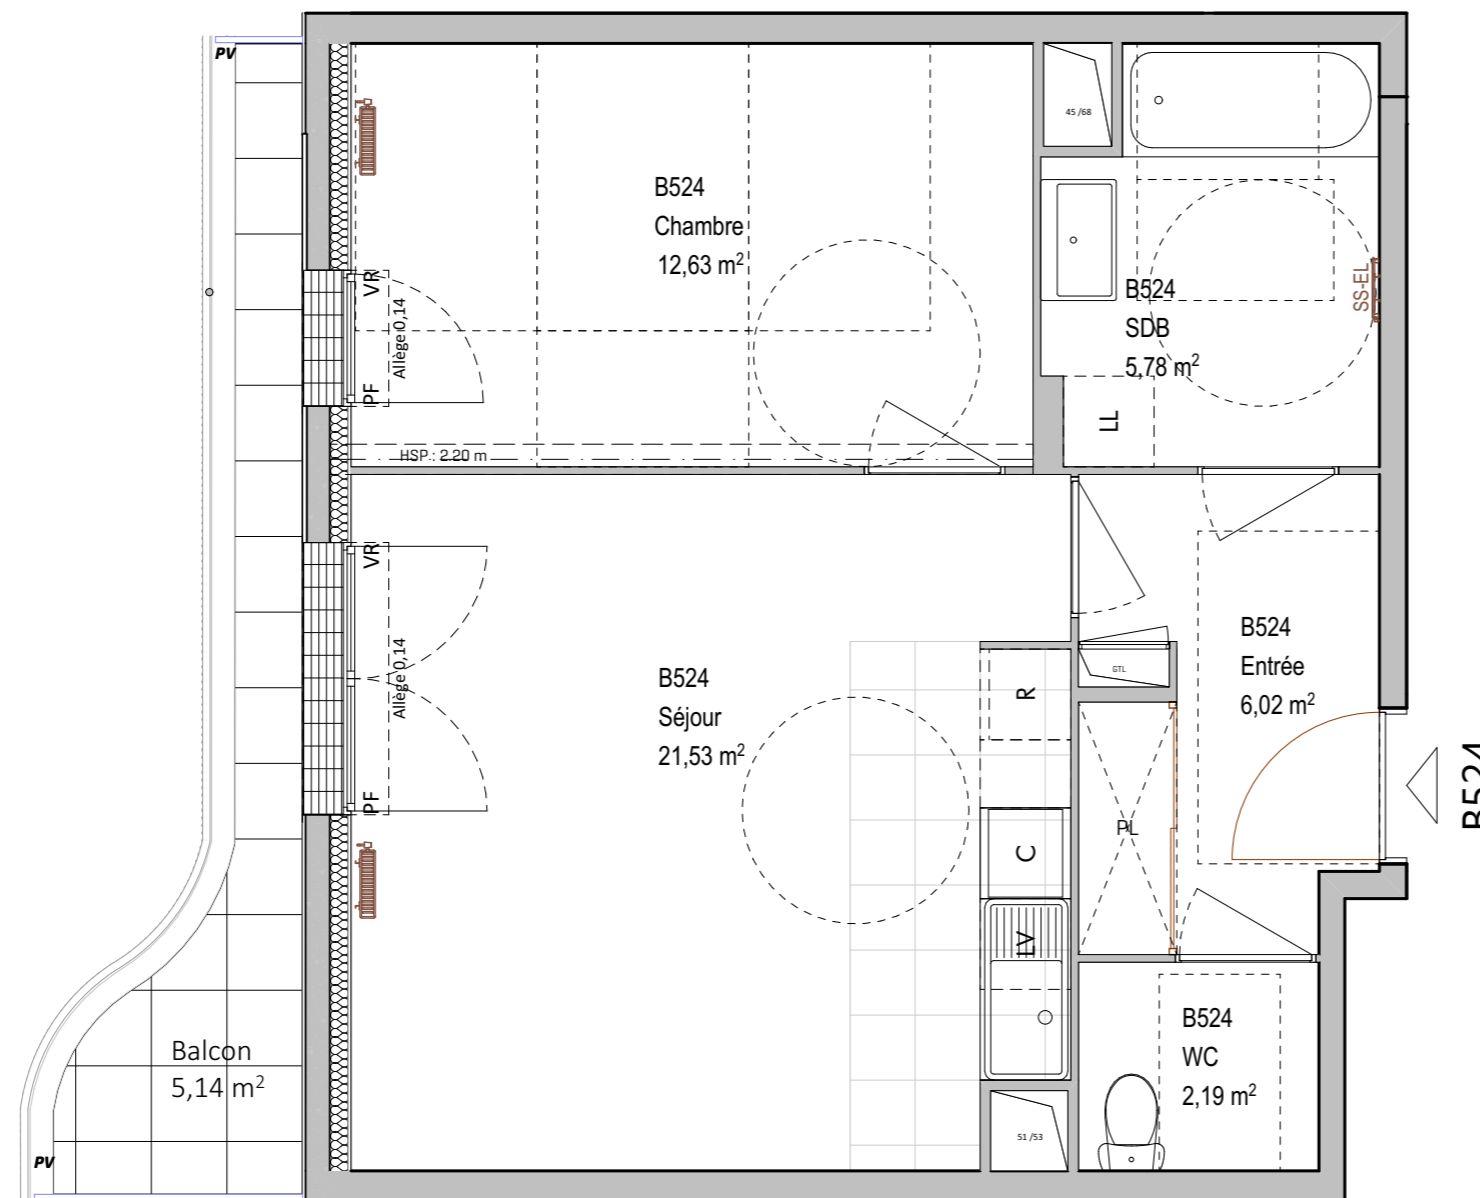 PV
45 /68
B524
Chambre
12,63 m²
SS-EL
B524
SDB
5,78 m²
VR
Allège 0,14
PF
LL
HSP : 2.20 m
VR
Allège 0,14
PF
B524
Séjour
21,53 m²
R
GTL
B524
Entrée
6,02 m²
B524
PL
C
LV
B524
WC
2,19 m²
Balcon
5,14 m²
51 /53
PV